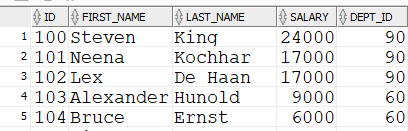 ID FIRST_NAME LAST_NAME SALARY DEPT_ID
1 100 Steven King 24000 90
2 101 Neena Kochhar 17000 90
3 102 Lex De Haan 17000 90
4 103 Alexander Hunold 9000 60
5 104 Bruce Ernst 6000 60